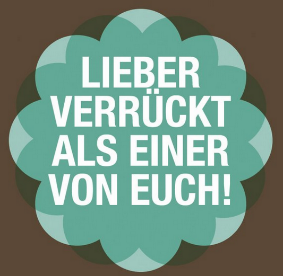 LIEBER
VERRÜCKT
ALS EINER
VON EUCH!